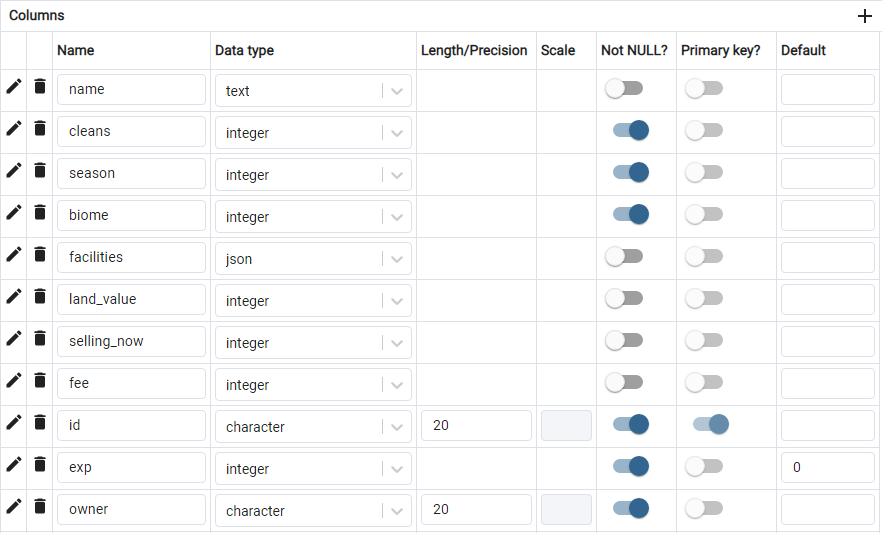 Columns
Name Data type Length/Precision Scale Not NULL? Primary key? Default
name text
cleans integer
season integer
biome integer
facilities json
land_value integer
selling_now integer
fee integer
id character 20
exp integer 0
owner character 20